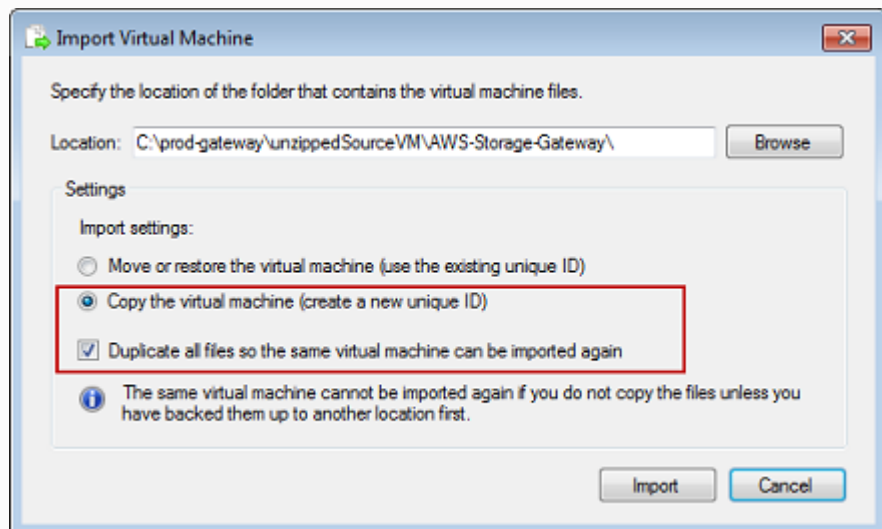 Import Virtual Machine
Specify the location of the folder that contains the virtual machine files.
Location: C:\prod-gateway\unzippedSourceVM\AWS-Storage-Gateway\ Browse
Settings
Import settings:
Move or restore the virtual machine (use the existing unique ID)
Copy the virtual machine (create a new unique ID)
Duplicate all files so the same virtual machine can be imported again
The same virtual machine cannot be imported again if you do not copy the files unless you
have backed them up to another location first.
Import Cancel